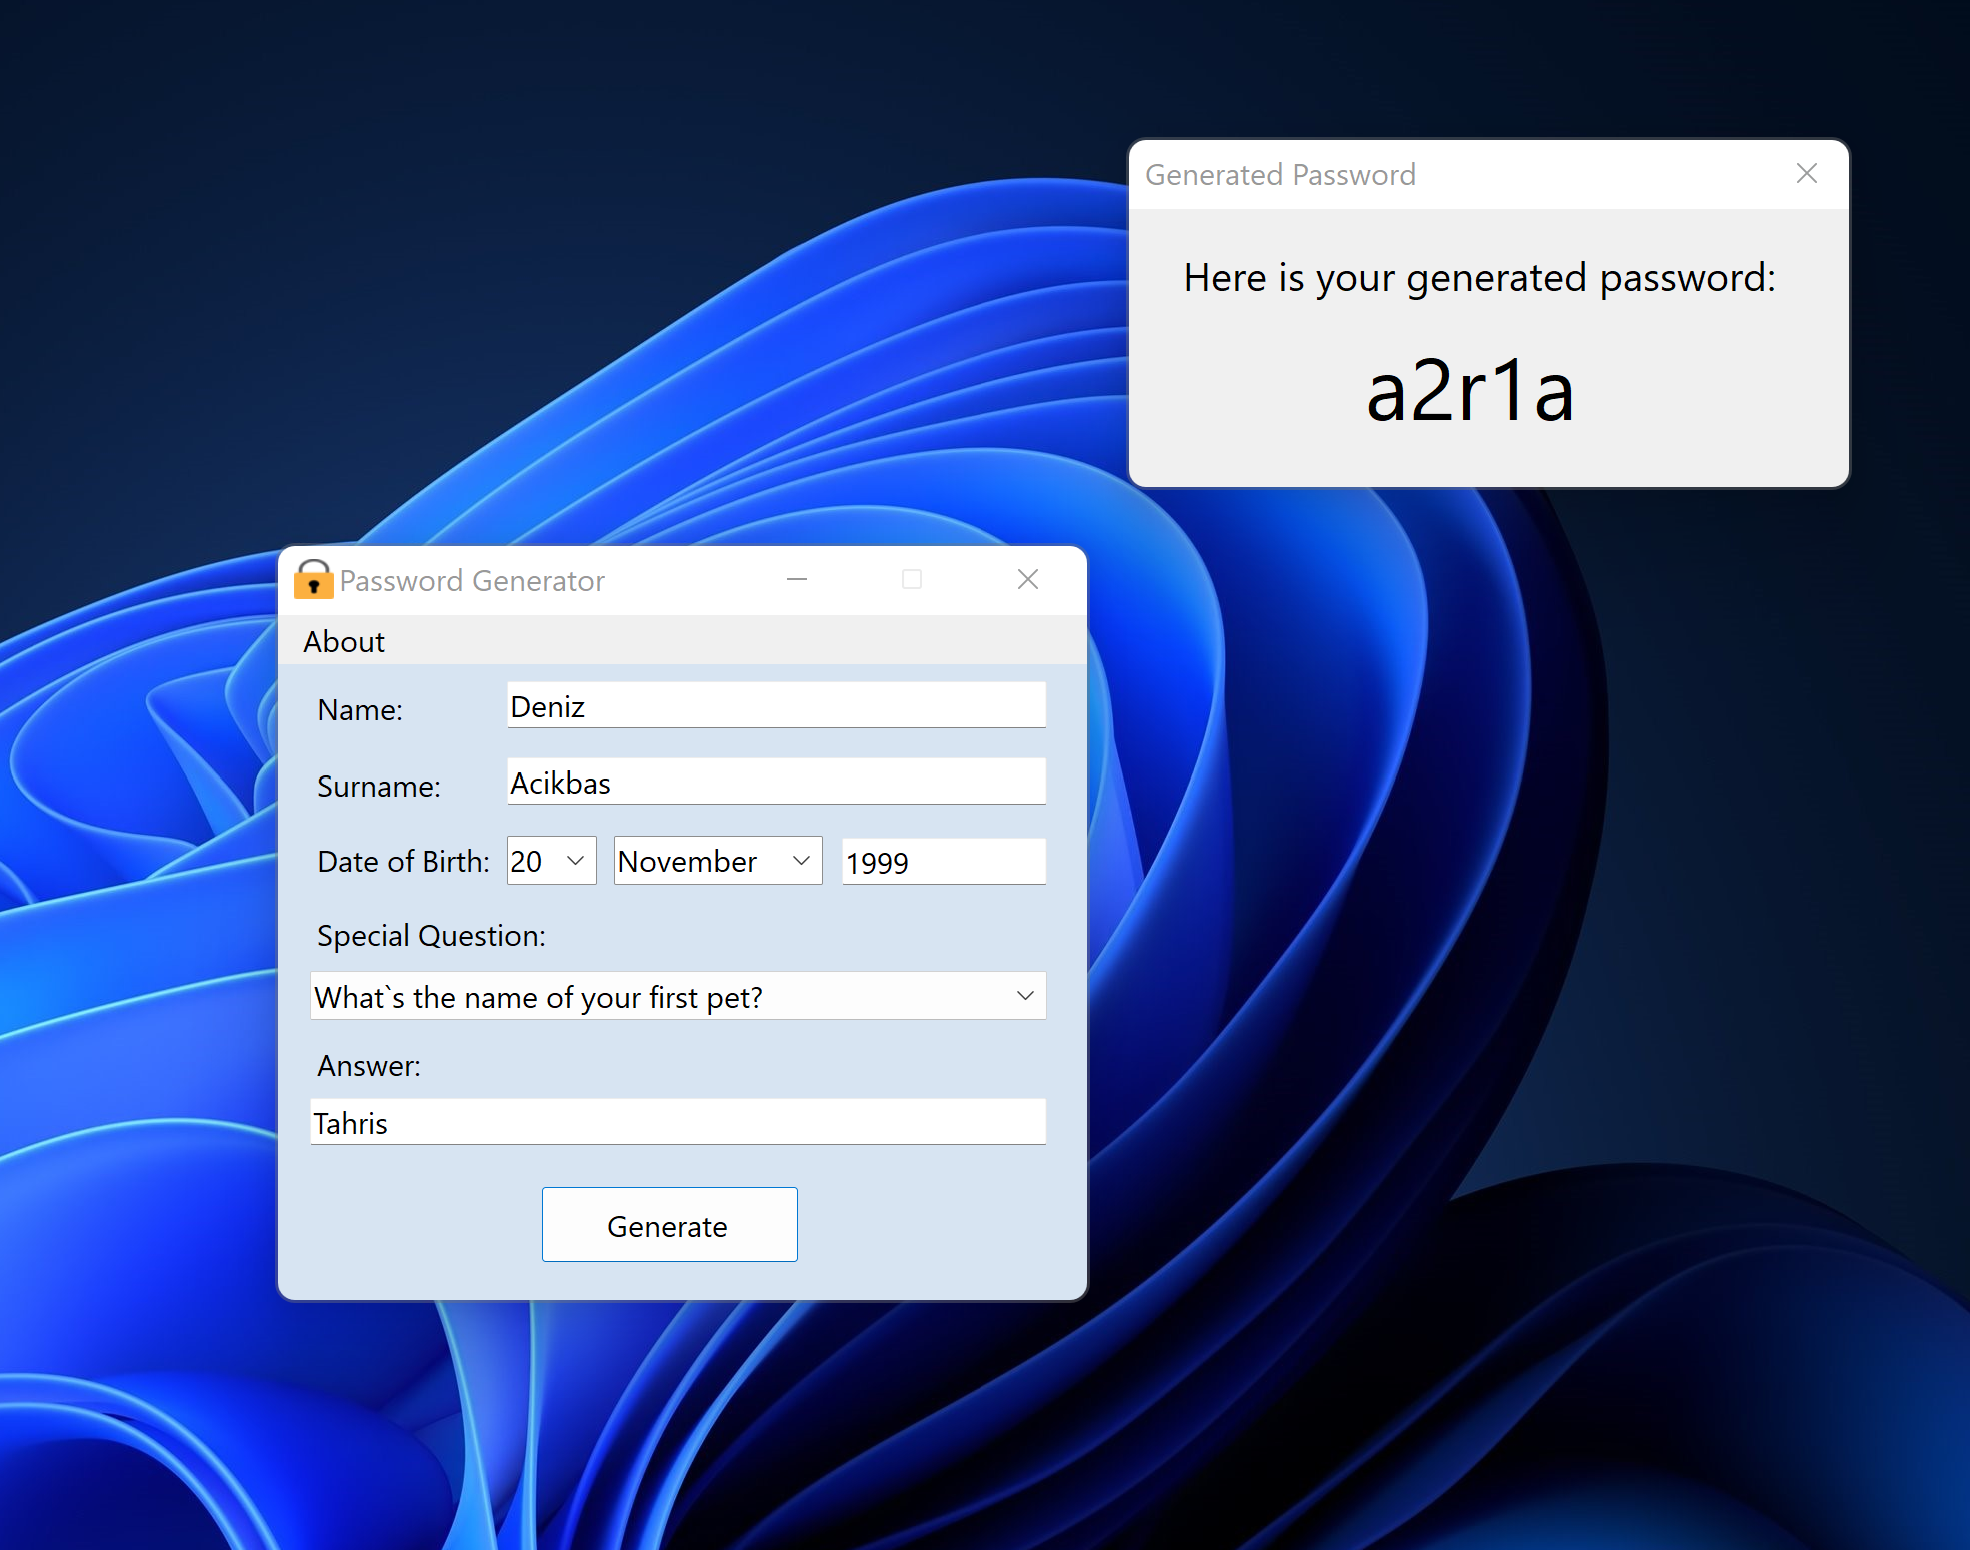 Generated Password
Here is your generated password:
a2r1a
Password Generator
About
Name: Deniz
Surname: Acikbas
Date of Birth: 20 November 1999
Special Question:
What`s the name of your first pet?
Answer:
Tahris
Generate